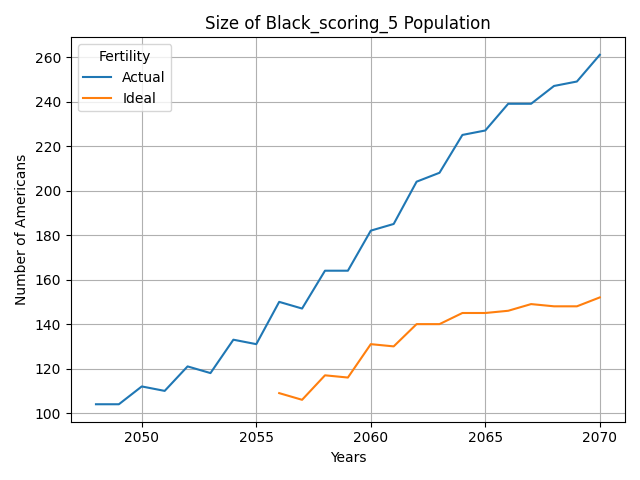 Size of Black_scoring_5 Population
Fertility
Actual
Ideal
Number of Americans
260
240
220
200
180
160
140
120
100
2050 2055 2060 2065 2070
Years